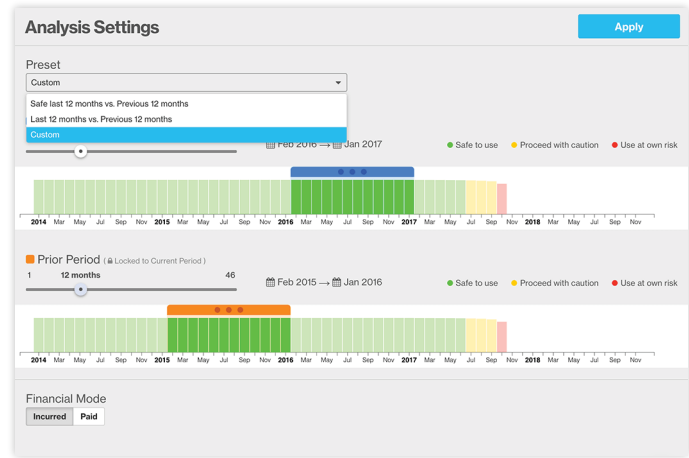 Analysis Settings
Apply
Preset
Custom
Safe last 12 months vs. Previous 12 months
Last 12 months vs. Previous 12 months
Custom
Feb 2016 → Jan 2017
Safe to use
Proceed with caution
Use at own risk
2014 Mar May Jul Sep Nov 2015 Mar May Jul Sep Nov 2016 Mar May Jul Sep Nov 2017 Mar May Jul Sep Nov 2018 Mar May Jul Sep Nov
Prior Period ( Locked to Current Period )
1 12 months 46
Feb 2015 → Jan 2016
Safe to use
Proceed with caution
Use at own risk
2014 Mar May Jul Sep Nov 2015 Mar May Jul Sep Nov 2016 Mar May Jul Sep Nov 2017 Mar May Jul Sep Nov 2018 Mar May Jul Sep Nov
Financial Mode
Incurred Paid